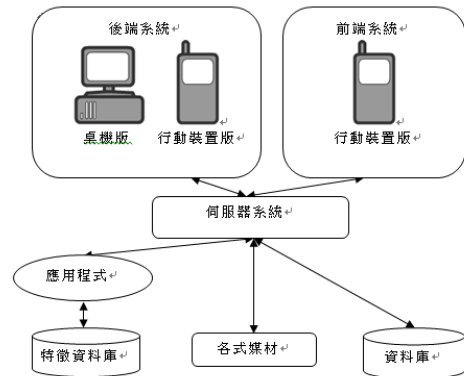 後端系統
前端系統
桌機版
行動裝置版
行動裝置版
伺服器系統
應用程式
特徵資料庫
各式媒材
資料庫